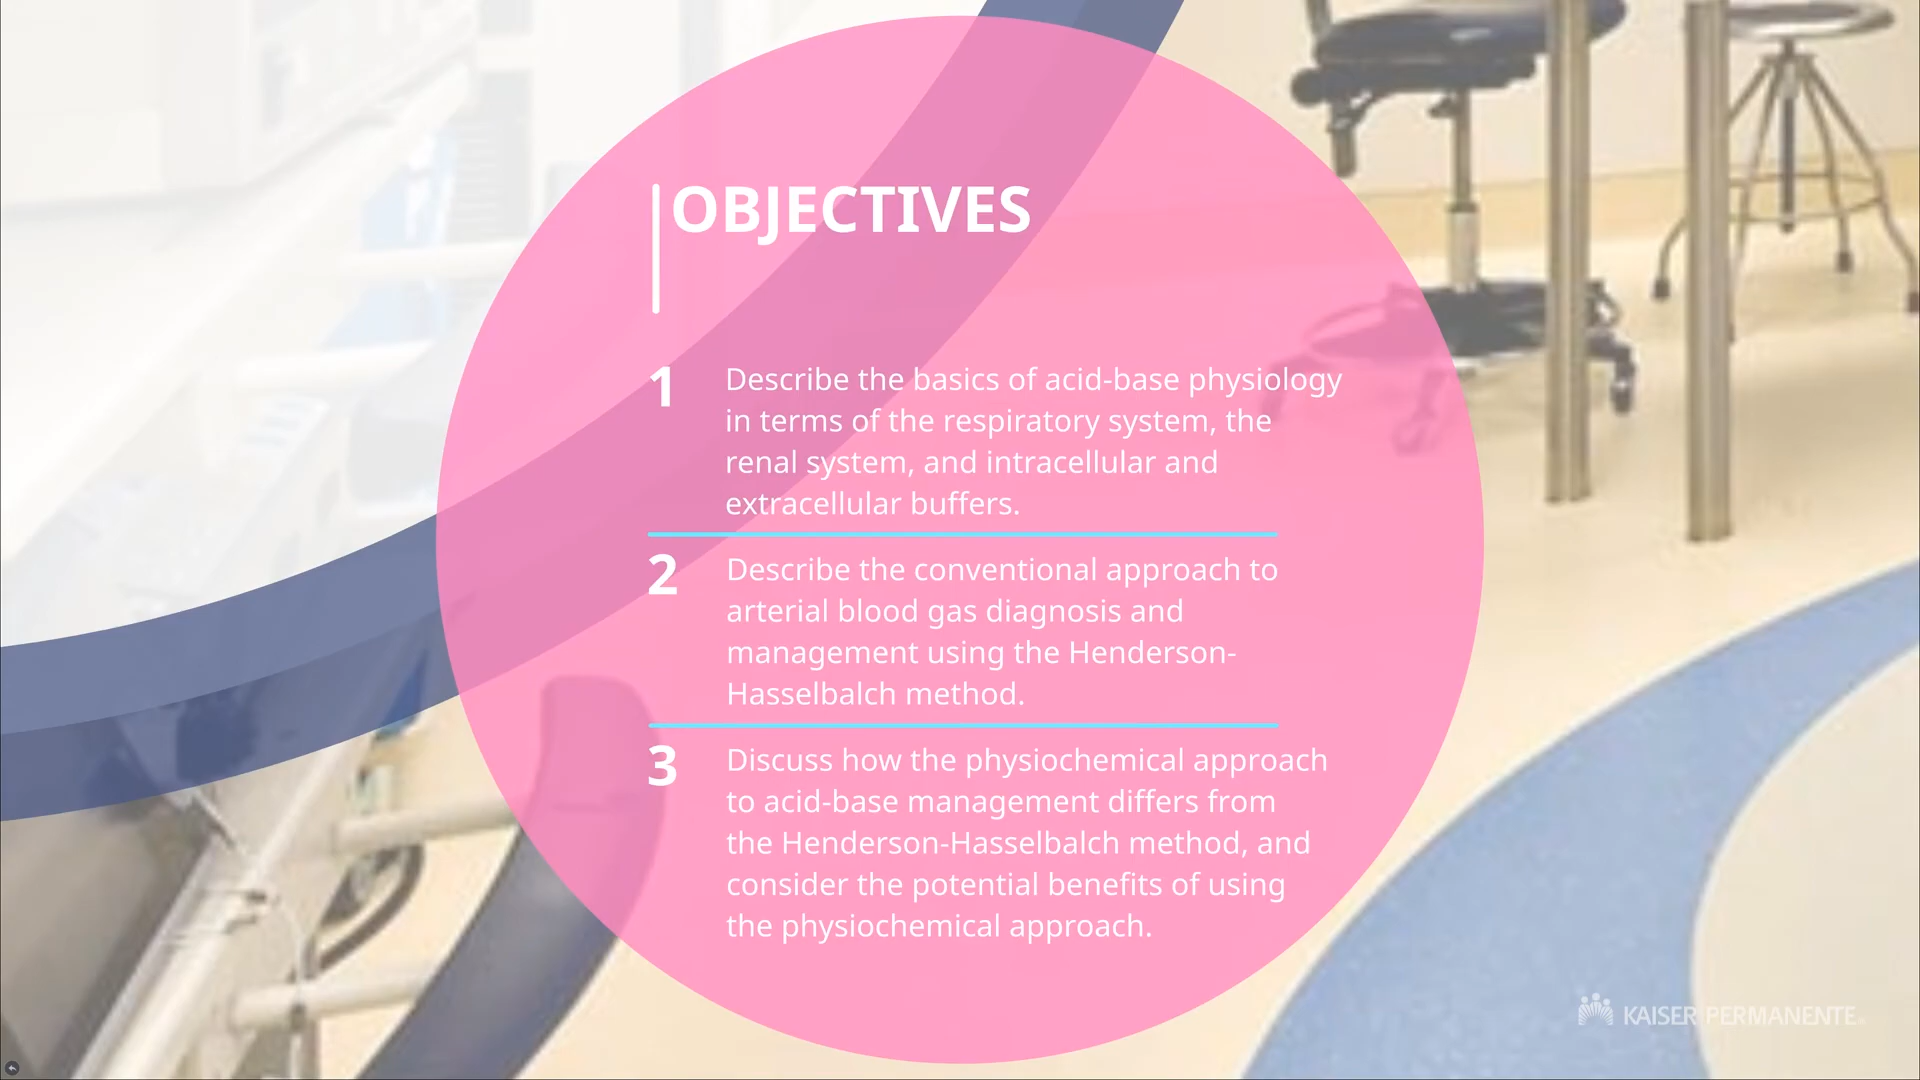 OBJECTIVES
1
Describe the basics of acid-base physiology
in terms of the respiratory system, the
renal system, and intracellular and
extracellular buffers.
2
Describe the conventional approach to
arterial blood gas diagnosis and
management using the Henderson-
Hasselbalch method.
3
Discuss how the physiochemical approach
to acid-base management differs from
the Henderson-Hasselbalch method, and
consider the potential benefits of using
the physiochemical approach.
KAISER PERMANENTE®